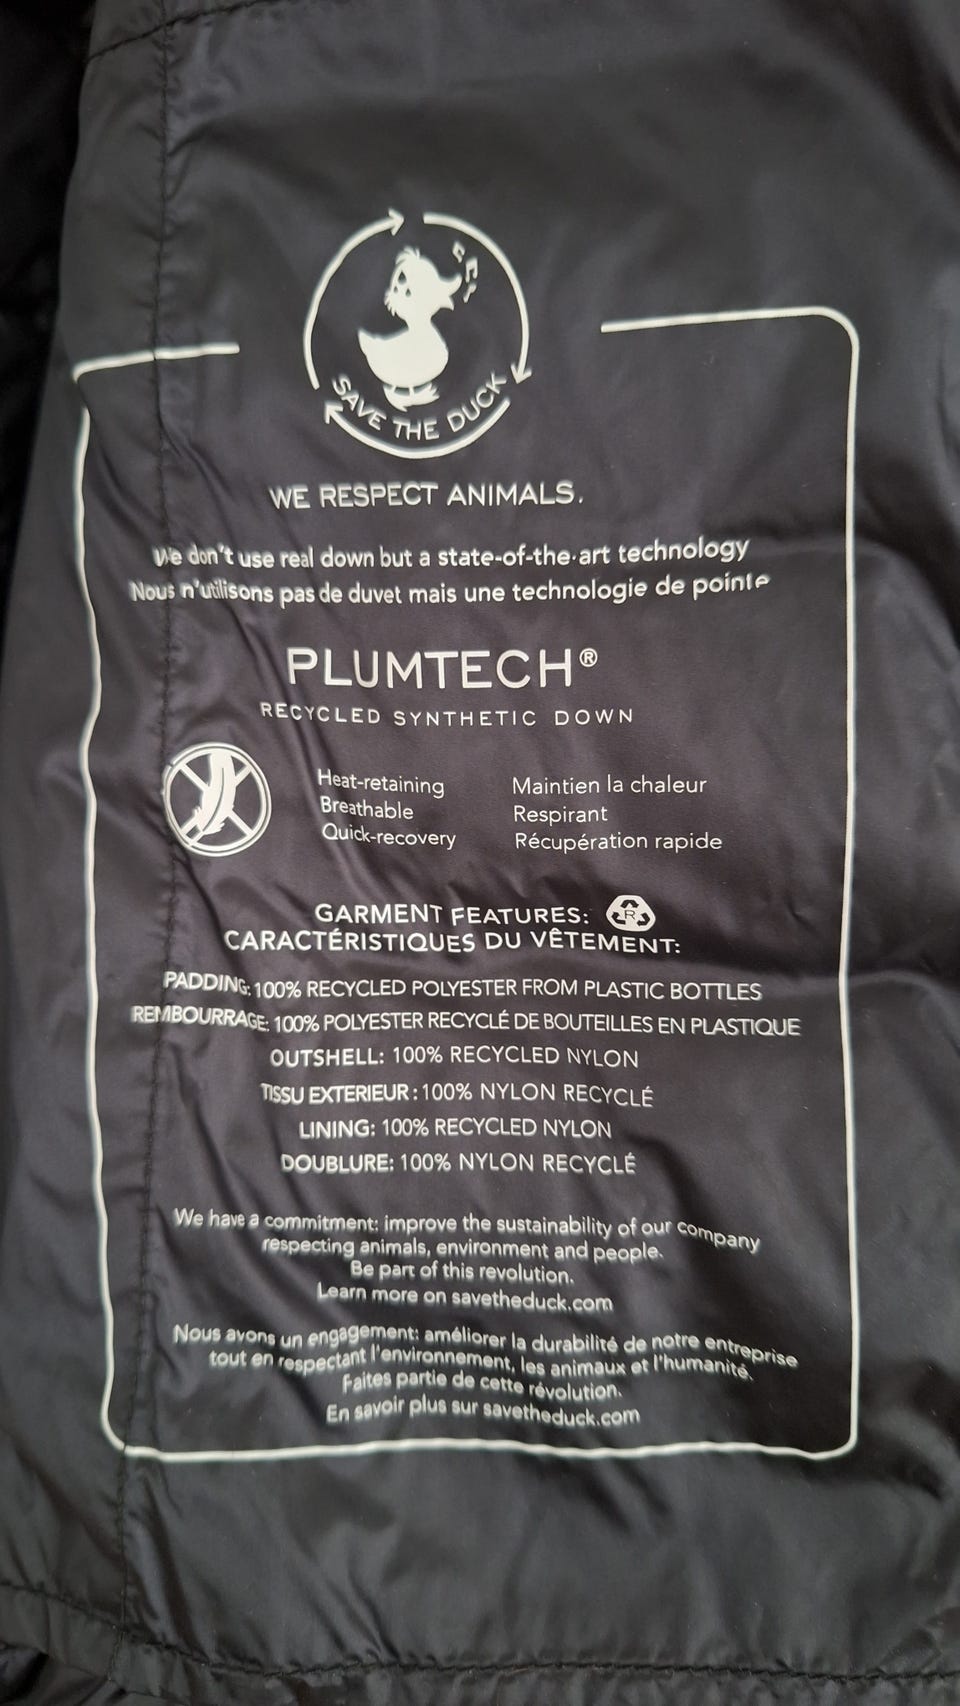 SAVE THE DUCK
WE RESPECT ANIMALS.
We don't use real down but a state-of-the-art technology
Nous n'utilisons pas de duvet mais une technologie de pointe
PLUMTECH®
RECYCLED SYNTHETIC DOWN
Heat-retaining Maintien la chaleur
Breathable Respirant
Quick-recovery Récupération rapide
GARMENT FEATURES: R
CARACTÉRISTIQUES DU VÊTEMENT:
PADDING: 100% RECYCLED POLYESTER FROM PLASTIC BOTTLES
REMBOURRAGE: 100% POLYESTER RECYCLÉ DE BOUTEILLES EN PLASTIQUE
OUTSHELL: 100% RECYCLED NYLON
TISSU EXTERIEUR : 100% NYLON RECYCLÉ
LINING: 100% RECYCLED NYLON
DOUBLURE: 100% NYLON RECYCLÉ
We have a commitment: improve the sustainability of our company
respecting animals, environment and people.
Be part of this revolution.
Learn more on savetheduck.com
Nous avons un engagement: améliorer la durabilité de notre entreprise
tout en respectant l'environnement, les animaux et l'humanité.
Faites partie de cette révolution.
En savoir plus sur savetheduck.com